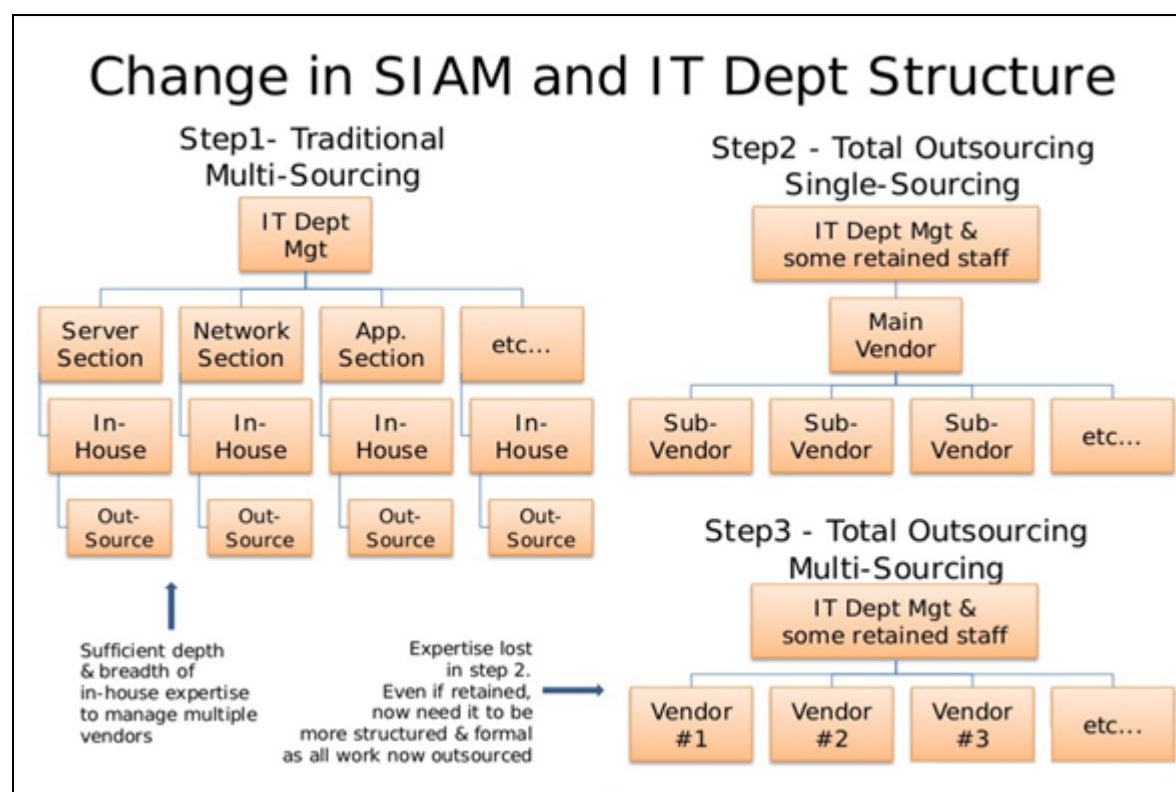 Change in SIAM and IT Dept Structure
Step1- Traditional
Multi-Sourcing
IT Dept
Mgt
Server
Section
Network
Section
App.
Section
etc...
In-
House
In-
House
In-
House
In-
House
Out-
Source
Out-
Source
Out-
Source
Out-
Source
Sufficient depth
& breadth of
in-house expertise
to manage multiple
vendors
Step2 - Total Outsourcing
Single-Sourcing
IT Dept Mgt &
some retained staff
Main
Vendor
Sub-
Vendor
Sub-
Vendor
Sub-
Vendor
etc...
Step3 - Total Outsourcing
Multi-Sourcing
IT Dept Mgt &
some retained staff
Vendor
#1
Vendor
#2
Vendor
#3
etc...
Expertise lost
in step 2.
Even if retained,
now need it to be
more structured & formal
as all work now outsourced